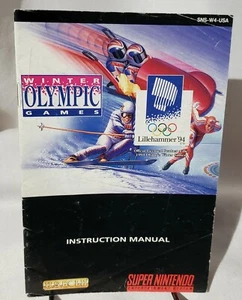 SNS-W4-USA
WINTER
OLYMPIC
GAMES
Lillehammer '94
INSTRUCTION MANUAL
SUPER NINTENDO